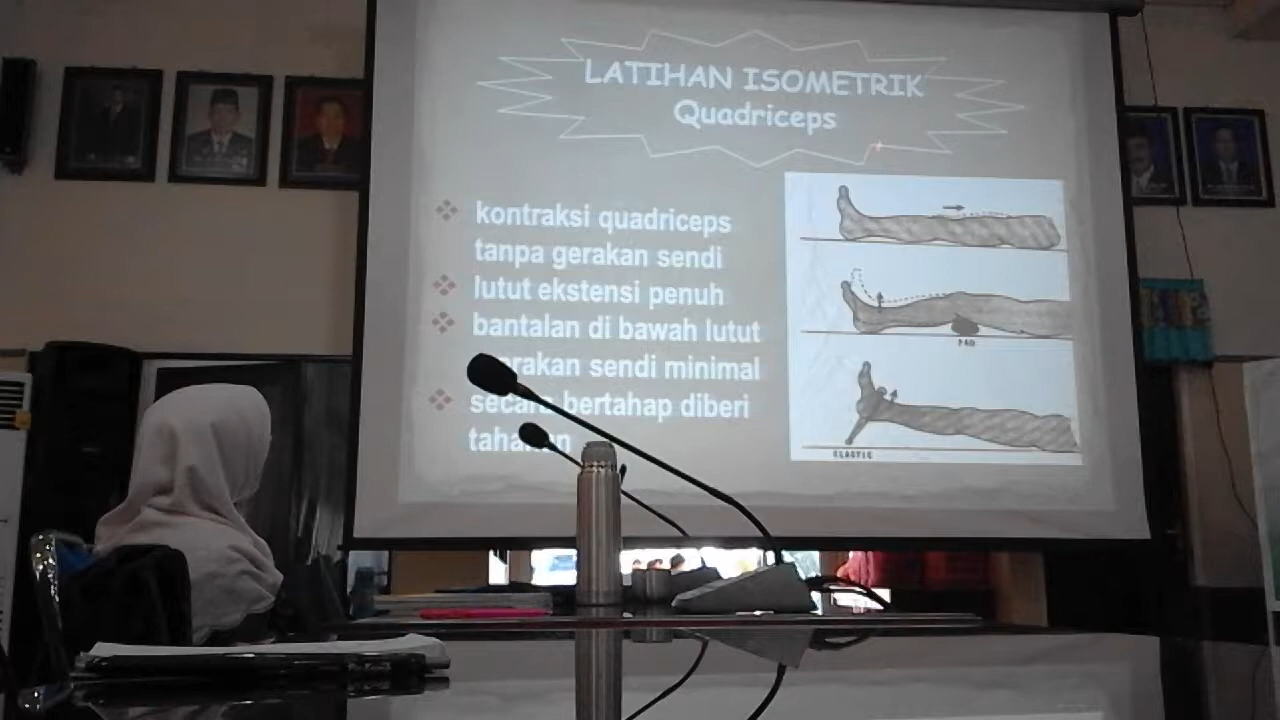 LATIHAN ISOMETRIK
Quadriceps
kontraksi quadriceps
tanpa gerakan sendi
lutut ekstensi penuh
bantalan di bawah lutut
sendi minimal
secara bertahap diberi
PAD
ELASTIC